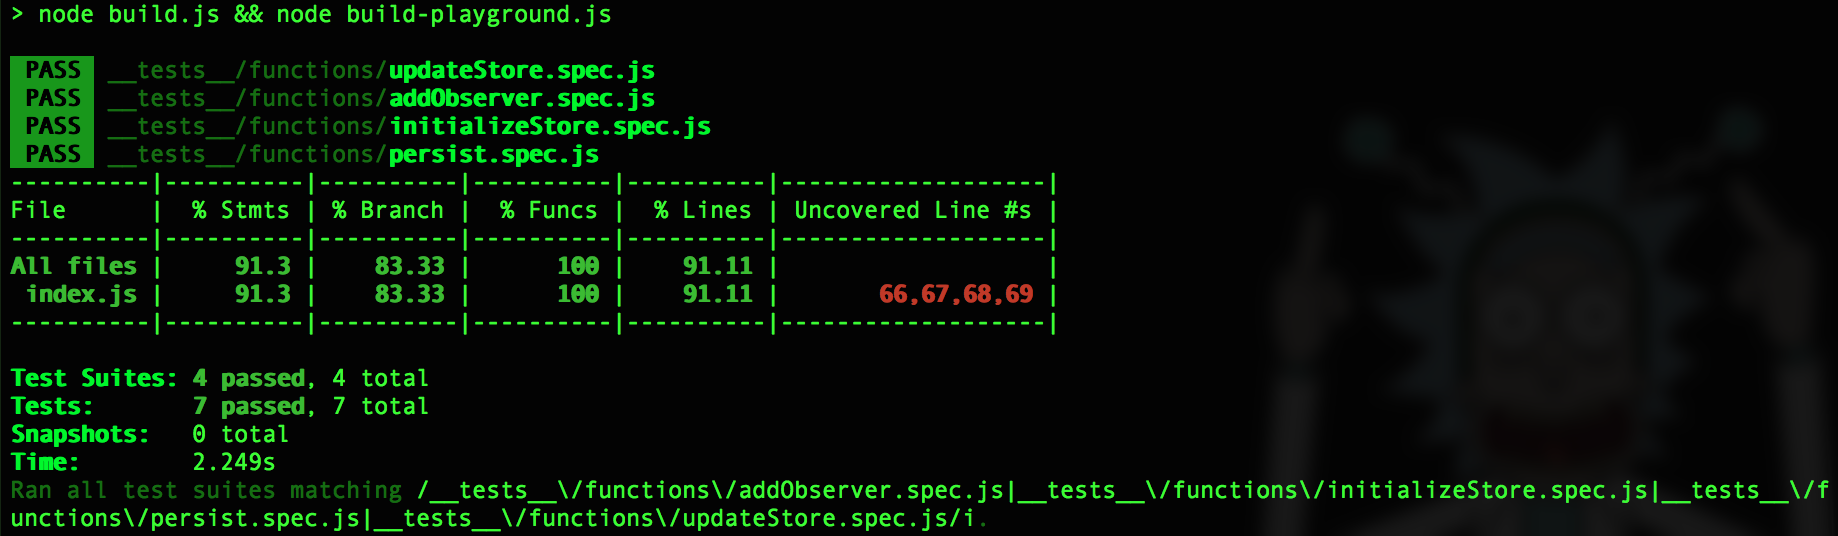 > node build.js && node build-playground.js
PASS __tests__/functions/updateStore.spec.js
PASS __tests__/functions/addObserver.spec.js
PASS __tests__/functions/initializeStore.spec.js
PASS __tests__/functions/persist.spec.js
----------|----------|----------|----------|----------|-------------------|
File      |  % Stmts | % Branch |  % Funcs |  % Lines | Uncovered Line #s |
----------|----------|----------|----------|----------|-------------------|
All files |     91.3 |    83.33 |      100 |    91.11 |                   |
 index.js |     91.3 |    83.33 |      100 |    91.11 |       66,67,68,69 |
----------|----------|----------|----------|----------|-------------------|
Test Suites: 4 passed, 4 total
Tests:       7 passed, 7 total
Snapshots:   0 total
Time:        2.249s
Ran all test suites matching /__tests__\/functions\/addObserver.spec.js|__tests__\/functions\/initializeStore.spec.js|__tests__\/f
unctions\/persist.spec.js|__tests__\/functions\/updateStore.spec.js/i.